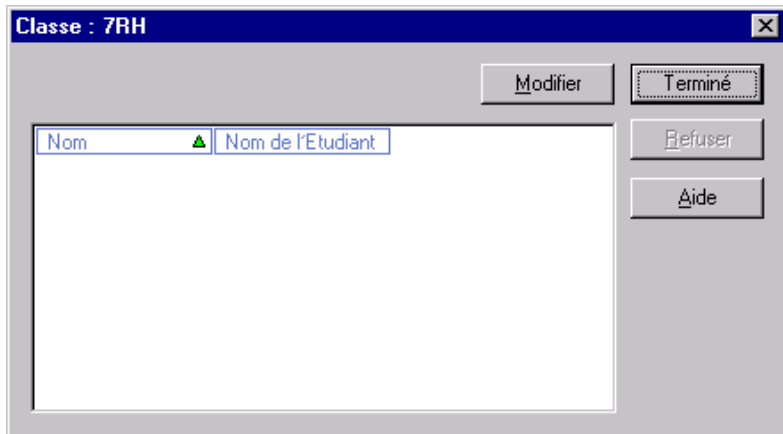 Classe : 7RH
Modifier
Terminé
Nom
Nom de l'Etudiant
Refuser
Aide